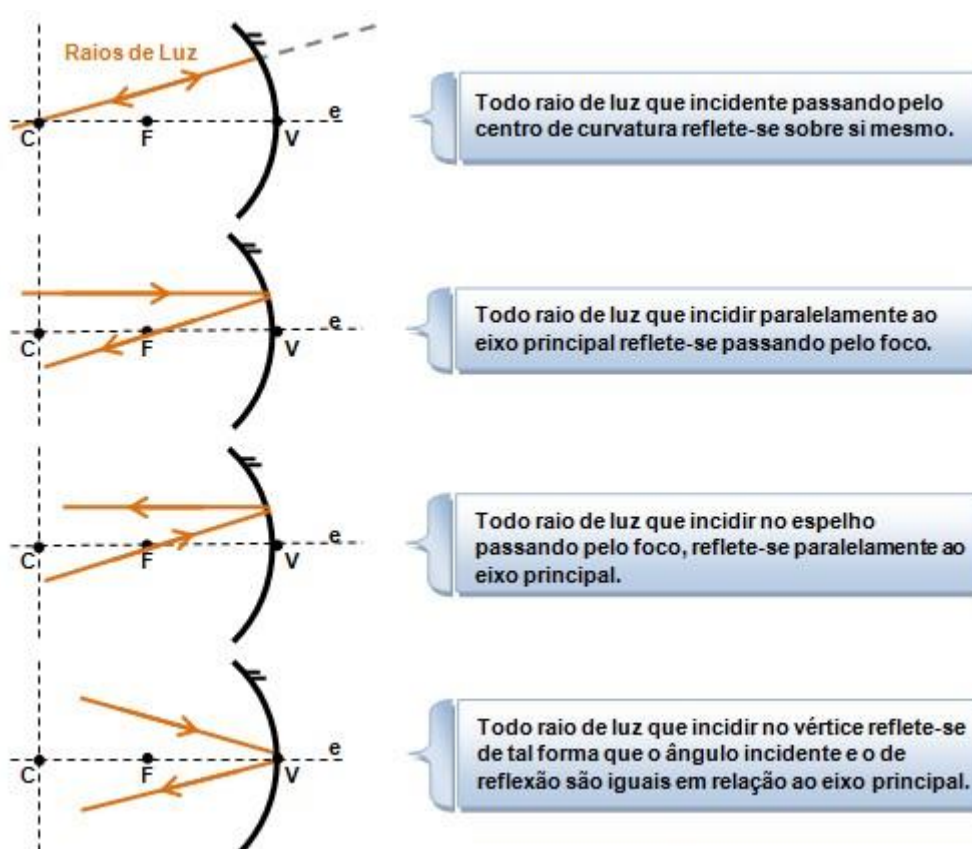 Raios de Luz
C F V e
Todo raio de luz que incidente passando pelo
centro de curvatura reflete-se sobre si mesmo.
C F V e
Todo raio de luz que incidir paralelamente ao
eixo principal reflete-se passando pelo foco.
C F V e
Todo raio de luz que incidir no espelho
passando pelo foco, reflete-se paralelamente ao
eixo principal.
C F V e
Todo raio de luz que incidir no vértice reflete-se
de tal forma que o ângulo incidente e o de
reflexão são iguais em relação ao eixo principal.